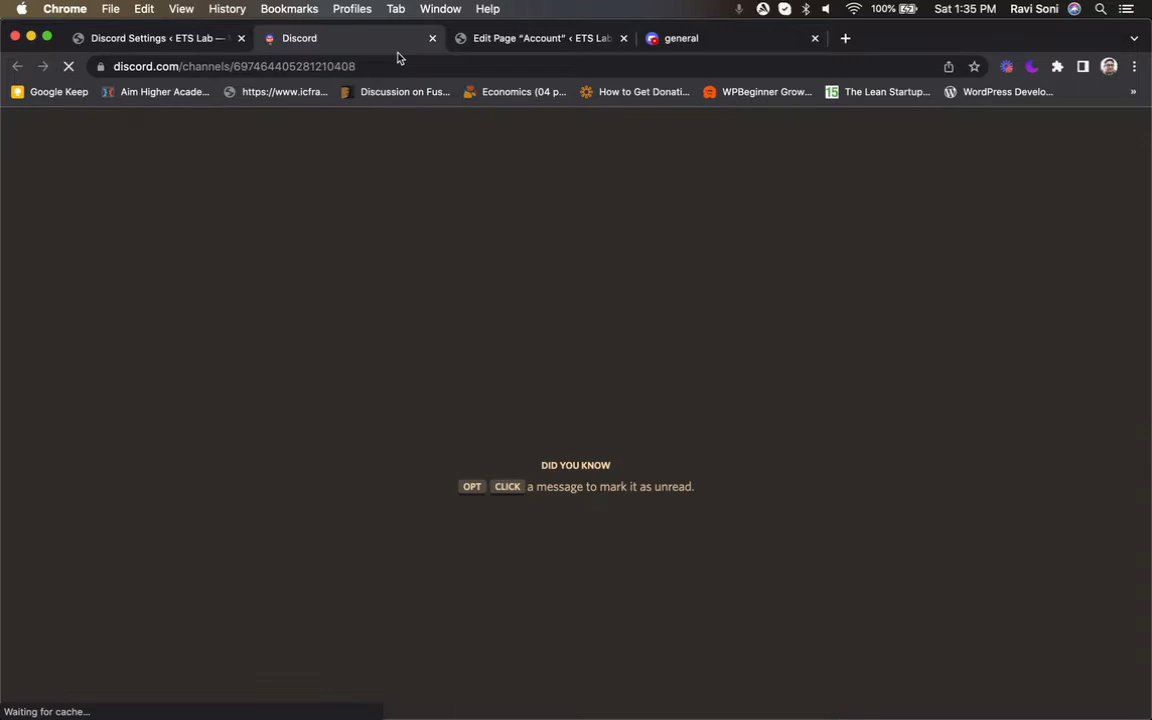 Chrome File Edit View History Bookmarks Profiles Tab Window Help 100% Sat 1:35 PM Ravi Soni
Discord Settings ‹ ETS Lab — Discord Edit Page “Account” ‹ ETS Lab general
discord.com/channels/697464405281210408
Google Keep Aim Higher Acade... https://www.icfra... Discussion on Fus... Economics (04 p... How to Get Donati... WPBeginner Grow... 15 The Lean Startup... WordPress Develo... »
DID YOU KNOW
OPT CLICK a message to mark it as unread.
Waiting for cache...